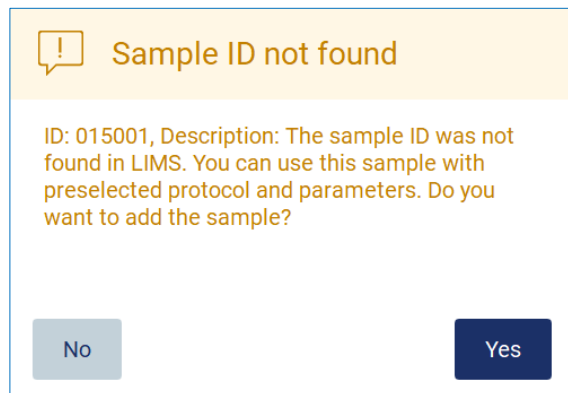 Sample ID not found
ID: 015001, Description: The sample ID was not
found in LIMS. You can use this sample with
preselected protocol and parameters. Do you
want to add the sample?
No
Yes